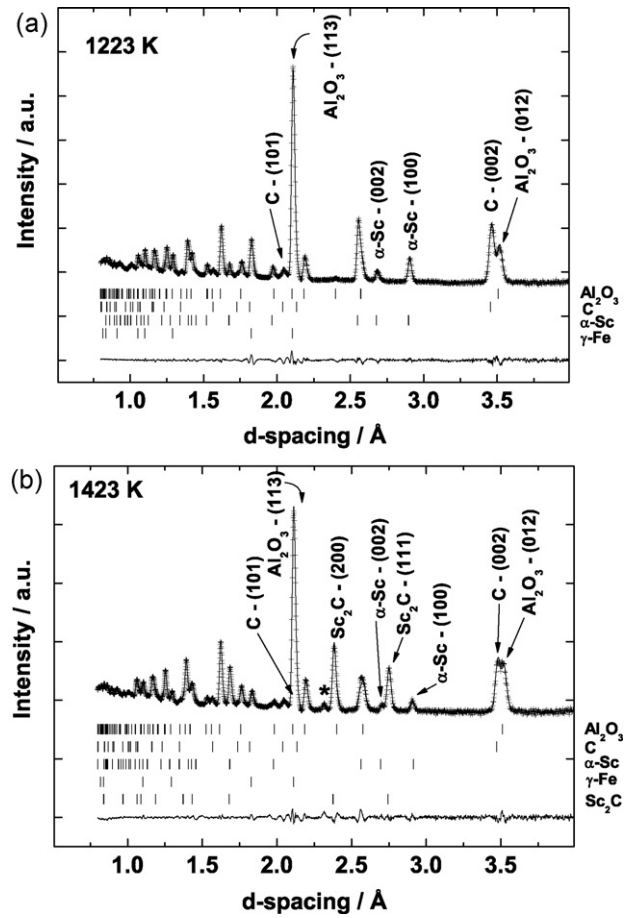 (a)
1223 K
Al₂O₃ - (113)
C - (101)
α-Sc - (002)
α-Sc - (100)
C - (002)
Al₂O₃ - (012)
Intensity / a.u.
Al₂O₃
C
α-Sc
γ-Fe
1.0 1.5 2.0 2.5 3.0 3.5
d-spacing / Å
(b)
1423 K
C - (101)
Al₂O₃ - (113)
*
Sc₂C - (200)
α-Sc - (002)
Sc₂C - (111)
α-Sc - (100)
C - (002)
Al₂O₃ - (012)
Intensity / a.u.
Al₂O₃
C
α-Sc
γ-Fe
Sc₂C
1.0 1.5 2.0 2.5 3.0 3.5
d-spacing / Å